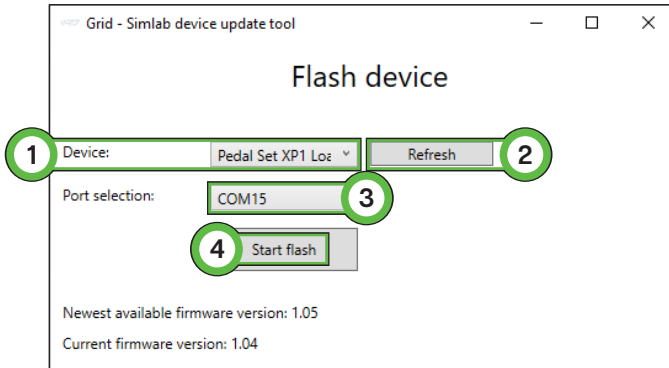 Grid - Simlab device update tool
Flash device
1 Device: Pedal Set XP1 Loa Refresh 2
Port selection: COM15 3
4 Start flash
Newest available firmware version: 1.05
Current firmware version: 1.04